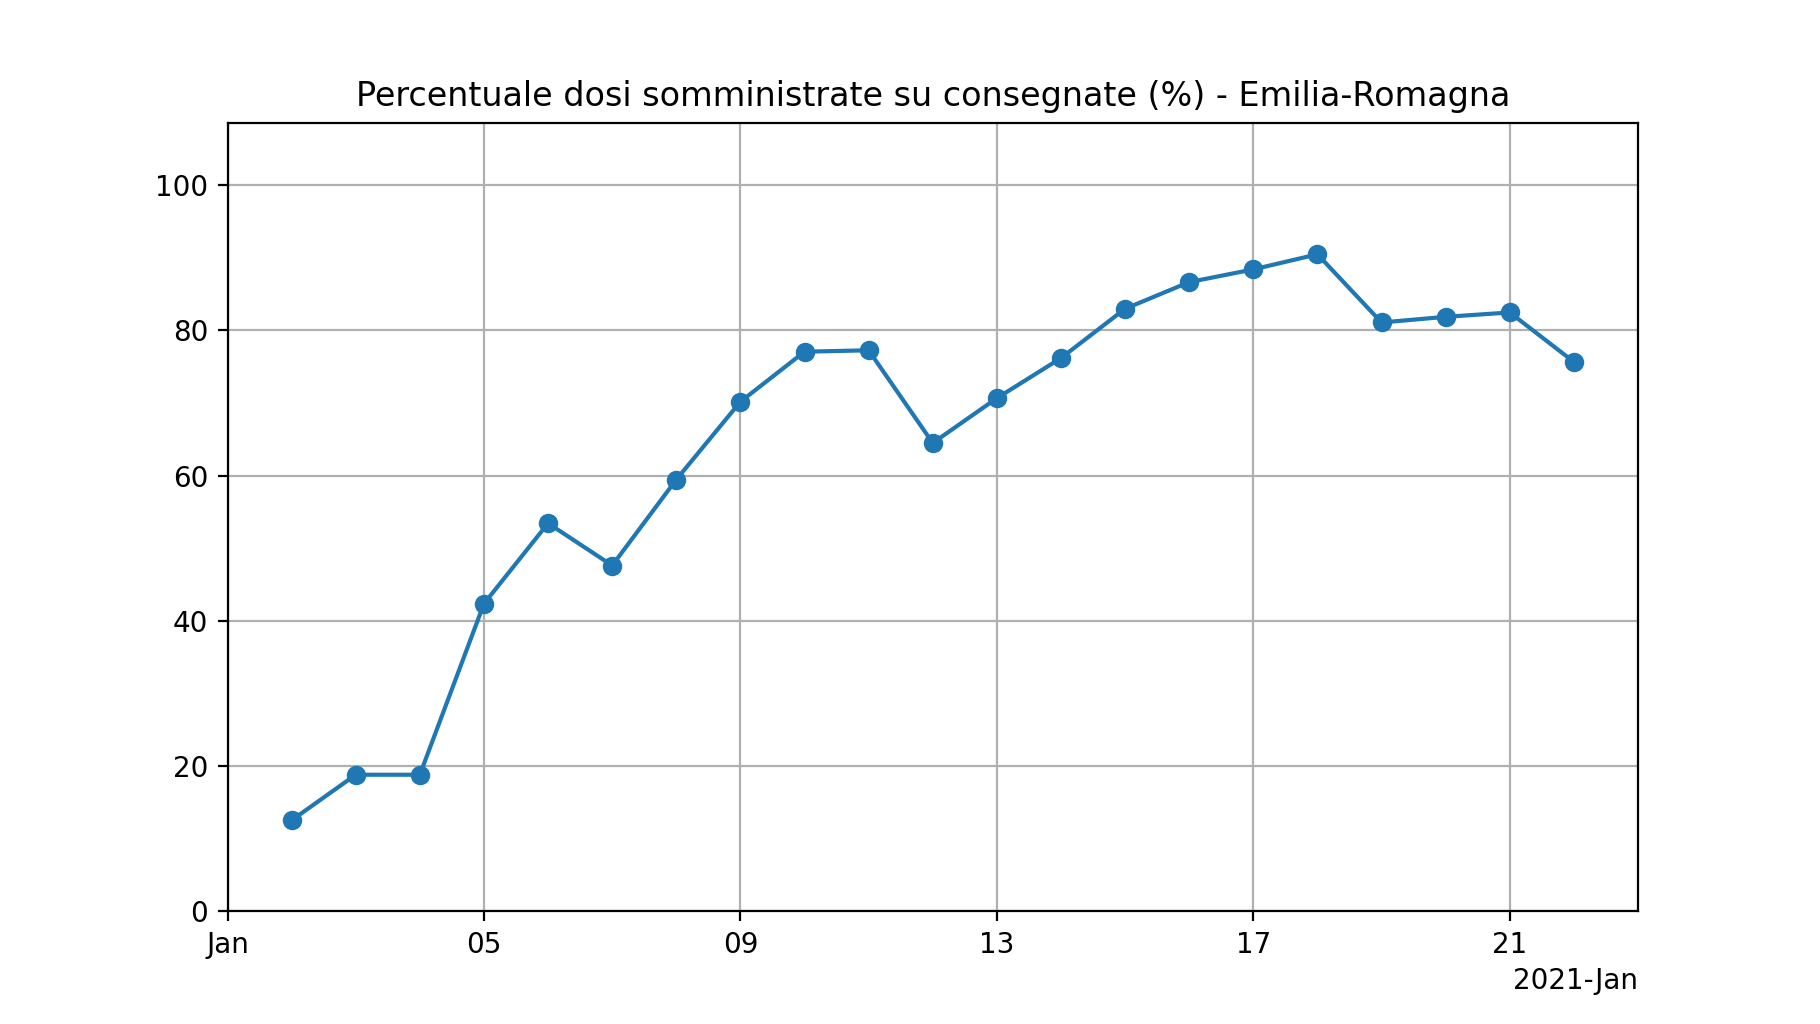 Percentuale dosi somministrate su consegnate (%) - Emilia-Romagna
100
80
60
40
20
0
Jan 05 09 13 17 21
2021-Jan